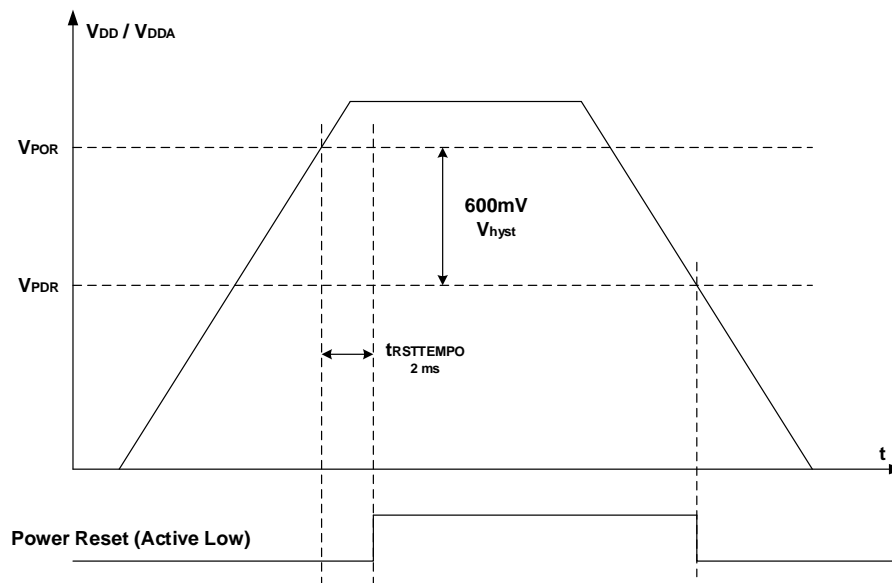 VDD / VDDA
VPOR
600mV
Vhyst
VPDR
tRSTTEMPO
2 ms
t
Power Reset (Active Low)